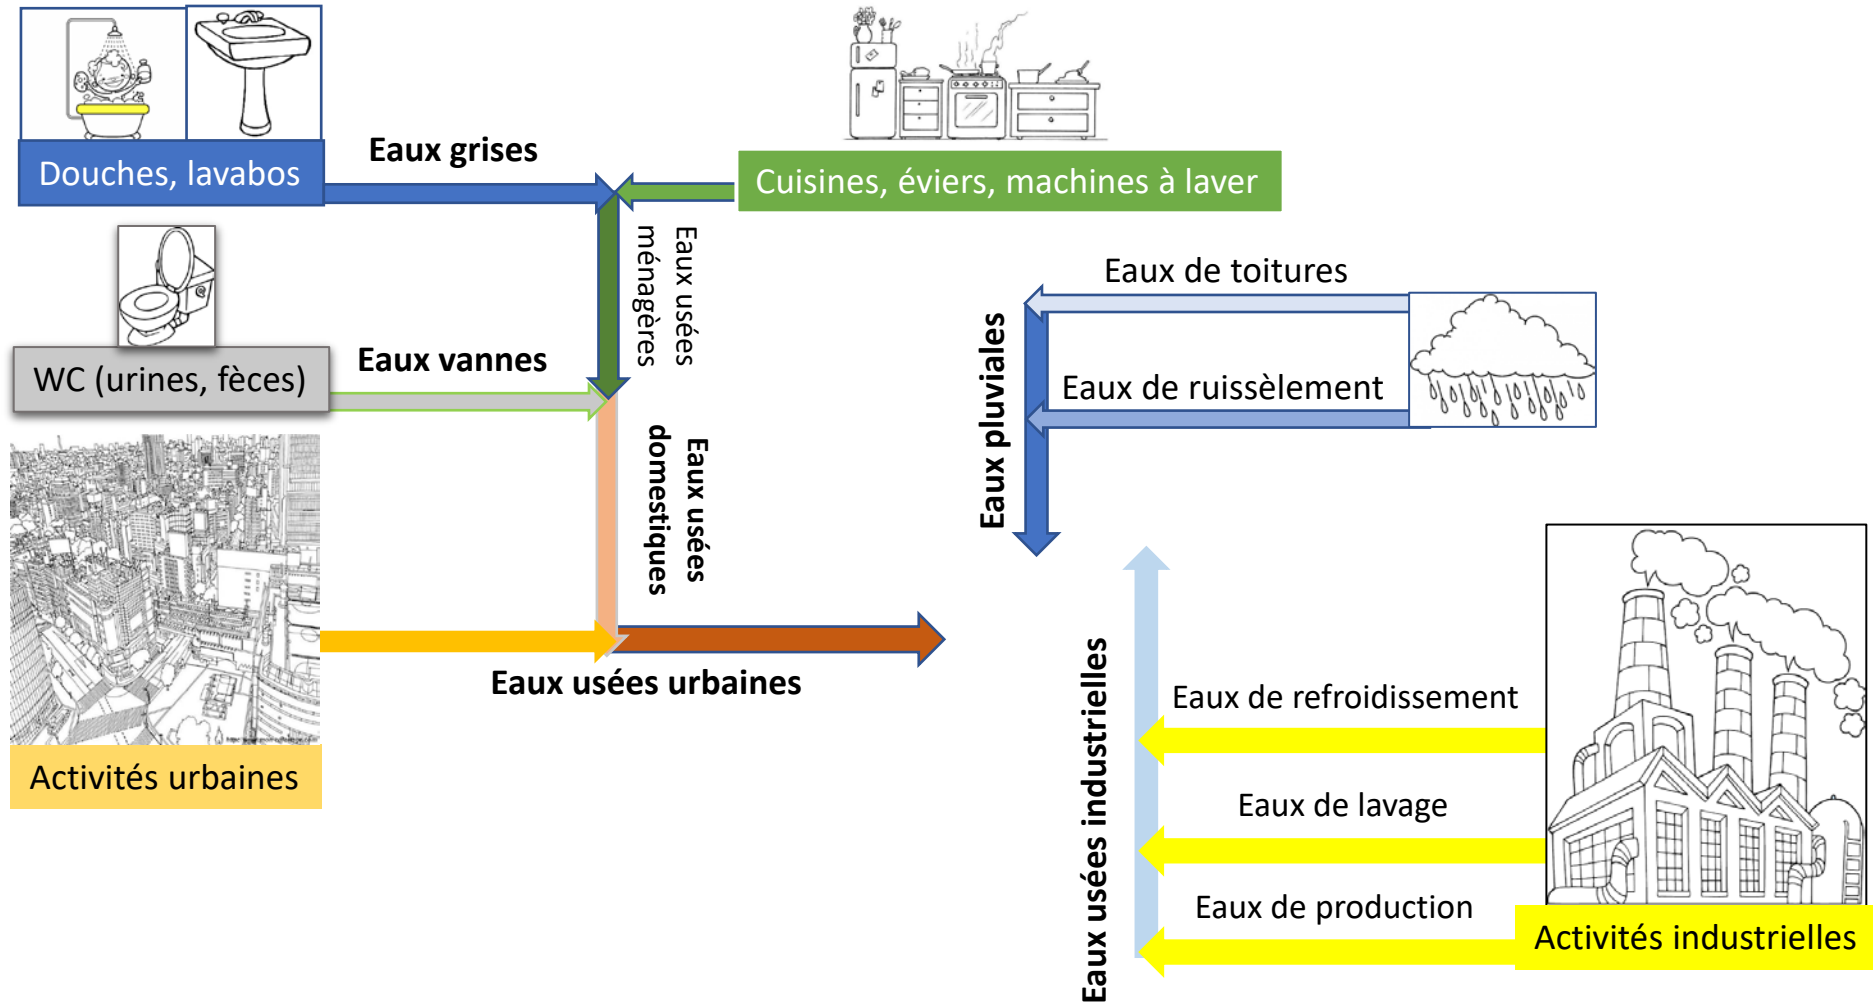 Eaux grises
Douches, lavabos
Cuisines, éviers, machines à laver
Eaux usées
ménagères
Eaux vannes
WC (urines, fèces)
Eaux usées
domestiques
Activités urbaines
Eaux usées urbaines
Eaux de toitures
Eaux de ruissèlement
Eaux pluviales
Eaux usées industrielles
Eaux de refroidissement
Eaux de lavage
Eaux de production
Activités industrielles